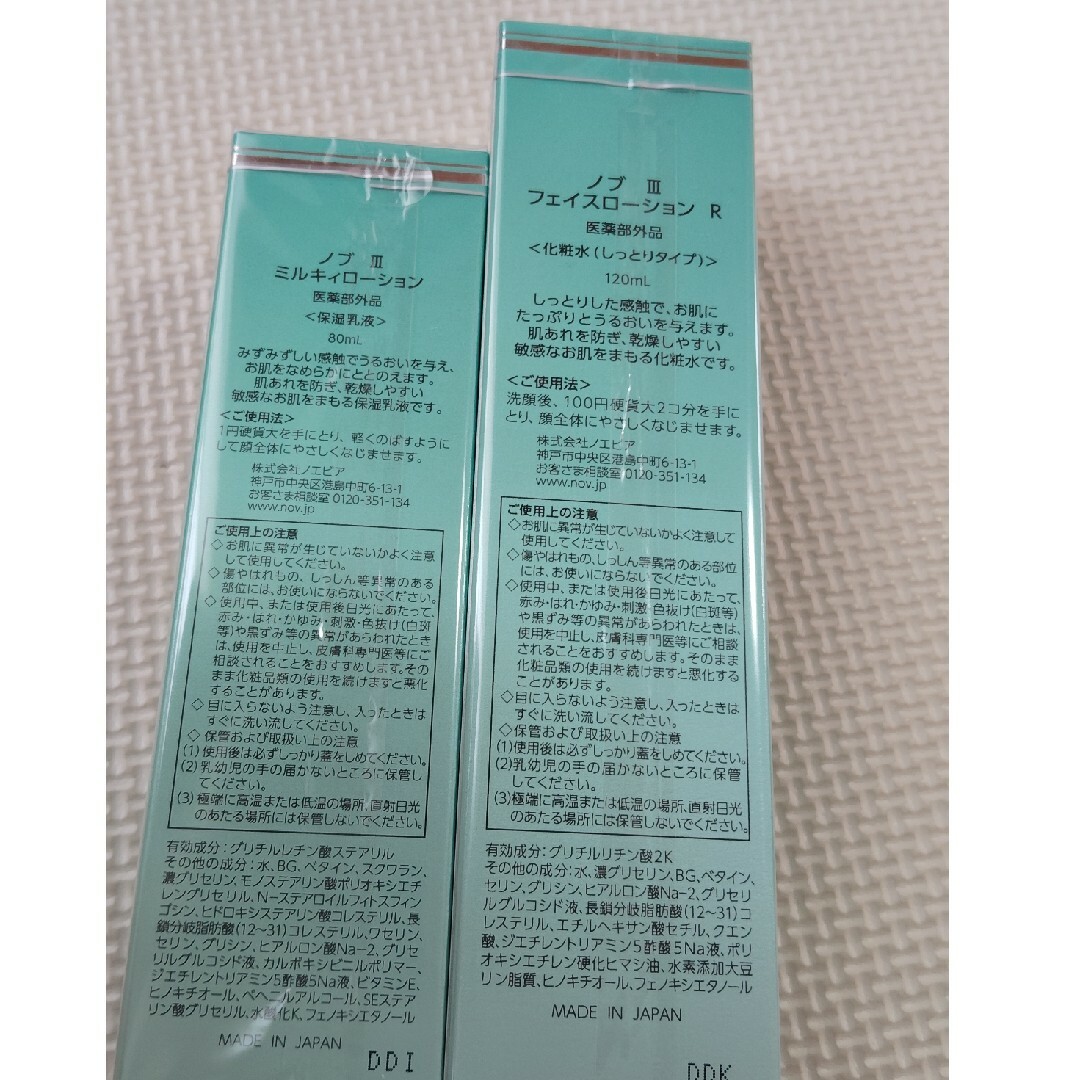 ノブ Ⅲ
ミルキィローション
医薬部外品
<保湿乳液>
80mL
みずみずしい感触でうるおいを与え、
お肌をなめらかにととのえます。
肌あれを防ぎ、乾燥しやすい
敏感なお肌をまもる保湿乳液です。
<ご使用法>
1円硬貨大を手にとり、軽くのばすように
して顔全体にやさしくなじませます。
株式会社ノエビア
神戸市中央区港島中町6-13-1
お客さま相談室 0120-351-134
www.nov.jp
ご使用上の注意
◇お肌に異常が生じていないかよく注意
して使用してください。
◇傷やはれもの、しっしん等異常のある
部位には、お使いにならないでください。
◇使用中、または使用後日光にあたって、
赤み・はれ・かゆみ・刺激・色抜け(白斑
等)や黒ずみ等の異常があらわれたとき
は、使用を中止し、皮膚科専門医等にご
相談されることをおすすめします。その
まま化粧品類の使用を続けますと悪化
することがあります。
◇目に入らないよう注意し、入ったときは
すぐに洗い流してください。
◇保管および取扱い上の注意
(1)使用後は必ずしっかり蓋をしめてください。
(2)乳幼児の手の届かないところに保管し
てください。
(3)極端に高温または低温の場所、直射日光
のあたる場所には保管しないでください。
有効成分:グリチルリチン酸ステアリル
その他の成分:水、BG、ベタイン、スクワラン、
濃グリセリン、モノステアリン酸ポリオキシエチ
レングリセリル、N-ステアロイルフィトスフィン
ゴシン、ヒドロキシステアリン酸コレステリル、長
鎖分岐脂肪酸(12~31)コレステリル、ワセリン、
セリン、グリシン、ヒアルロン酸Na-2、グリセ
リルグルコシド液、カルボキシビニルポリマー、
ジエチレントリアミン5酢酸5Na液、ビタミンE、
ヒノキチオール、ベヘニルアルコール、SEステア
リン酸グリセリル、水酸化K、フェノキシエタノール
MADE IN JAPAN
DDI
ノブ Ⅲ
フェイスローション R
医薬部外品
<化粧水(しっとりタイプ)>
120mL
しっとりした感触で、お肌に
たっぷりとうるおいを与えます。
肌あれを防ぎ、乾燥しやすい
敏感なお肌をまもる化粧水です。
<ご使用法>
洗顔後、100円硬貨大2コ分を手に
とり、顔全体にやさしくなじませます。
株式会社ノエビア
神戸市中央区港島中町6-13-1
お客さま相談室 0120-351-134
www.nov.jp
ご使用上の注意
◇お肌に異常が生じていないかよく注意して
使用してください。
◇傷やはれもの、しっしん等異常のある部位
には、お使いにならないでください。
◇使用中、または使用後日光にあたって、
赤み・はれ・かゆみ・刺激・色抜け(白斑等)
や黒ずみ等の異常があらわれたときは、
使用を中止し、皮膚科専門医等にご相談
されることをおすすめします。そのまま
化粧品類の使用を続けますと悪化するこ
とがあります。
◇目に入らないよう注意し、入ったときは
すぐに洗い流してください。
◇保管および取扱い上の注意
(1)使用後は必ずしっかり蓋をしめてください。
(2)乳幼児の手の届かないところに保管
してください。
(3)極端に高温または低温の場所、直射日光
のあたる場所には保管しないでください。
有効成分:グリチルリチン酸2K
その他の成分:水、濃グリセリン、BG、ベタイン、
セリン、グリシン、ヒアルロン酸Na-2、グリセリ
ルグルコシド液、長鎖分岐脂肪酸(12~31)コ
レステリル、エチルヘキサン酸セチル、クエン
酸、ジエチレントリアミン5酢酸5Na液、ポリ
オキシエチレン硬化ヒマシ油、水素添加大豆
リン脂質、ヒノキチオール、フェノキシエタノール
MADE IN JAPAN
DDK